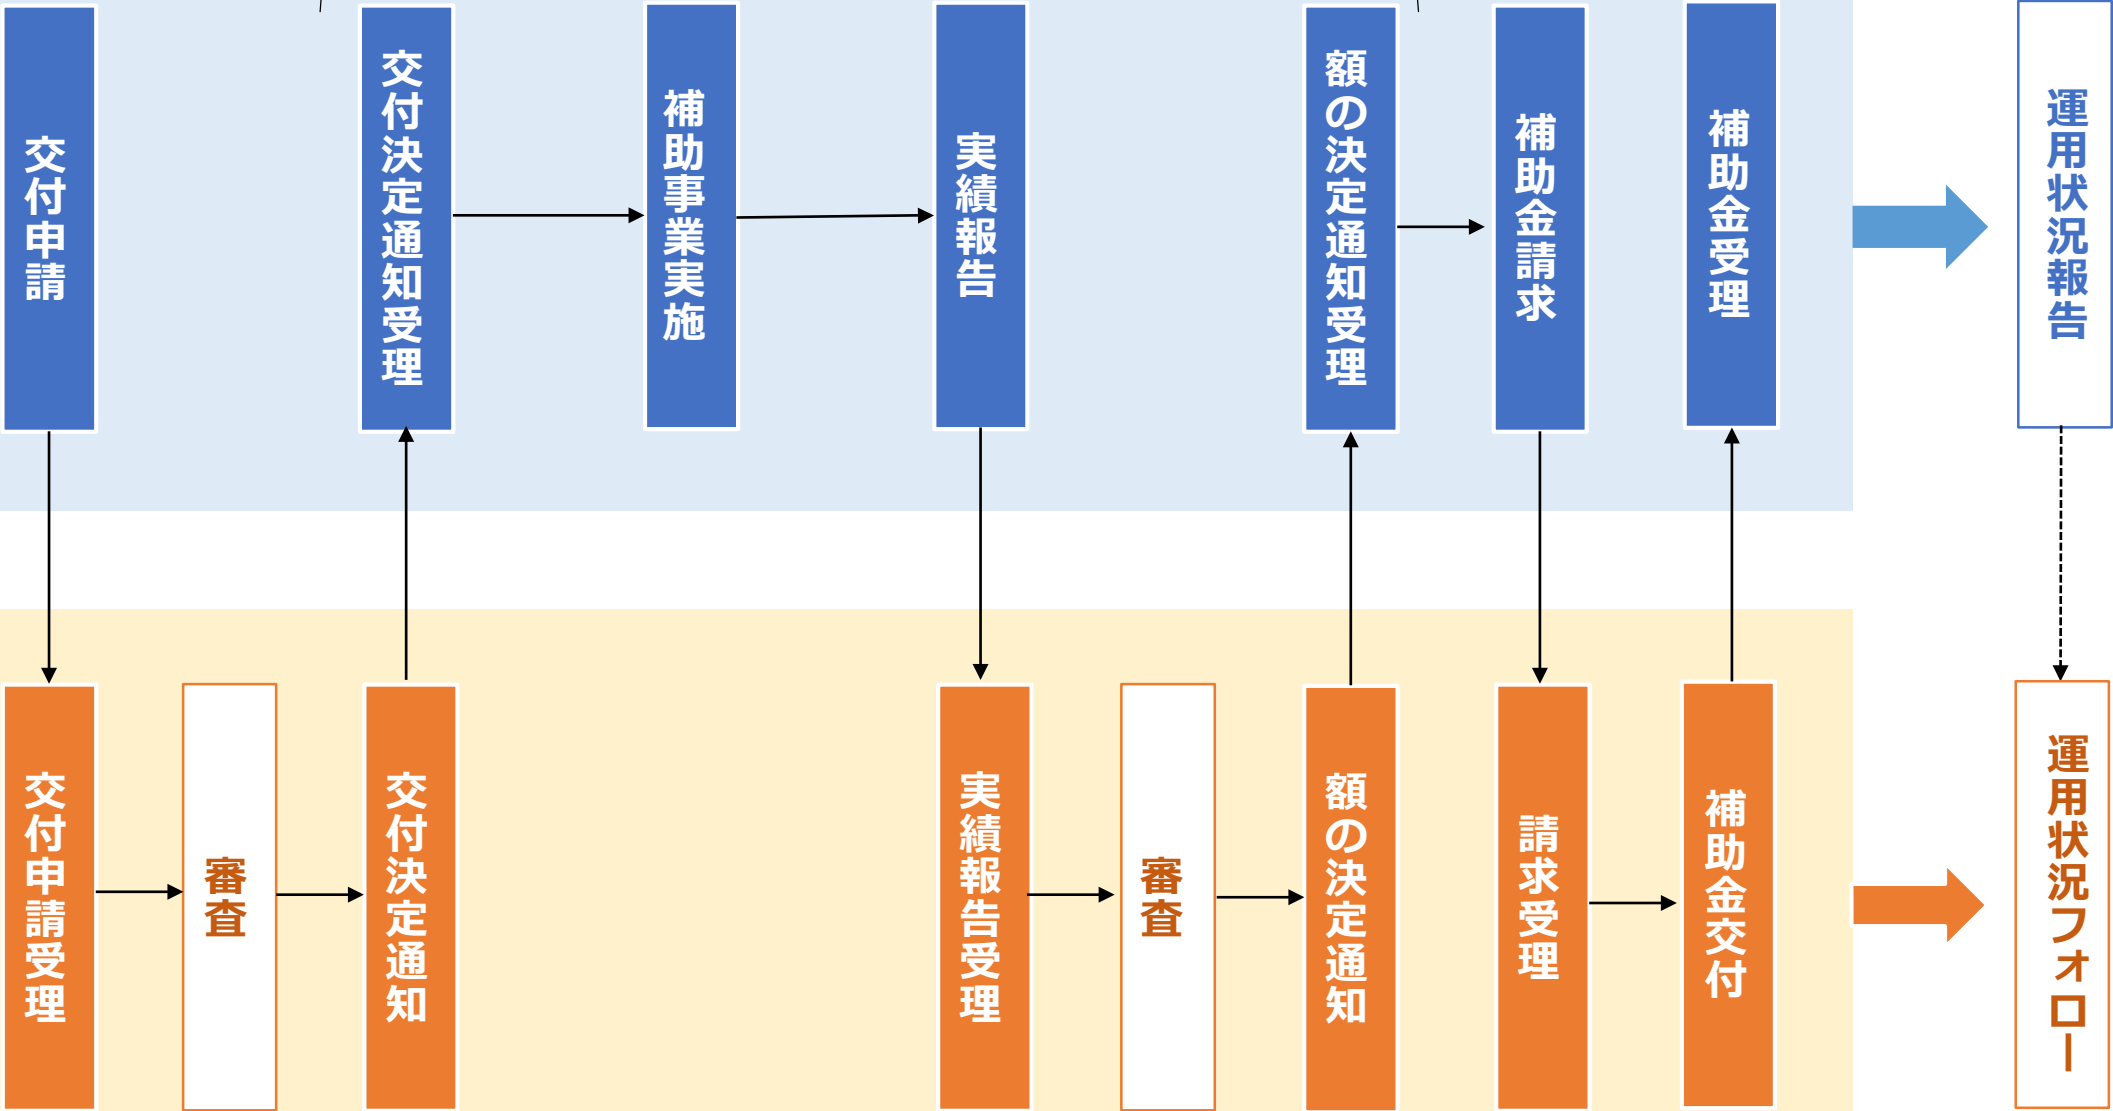 交付申請
交付決定通知受理
補助事業実施
実績報告
額の決定通知受理
補助金請求
補助金受理
運用状況報告
交付申請受理
審査
交付決定通知
実績報告受理
審査
額の決定通知
請求受理
補助金交付
運用状況フォロー